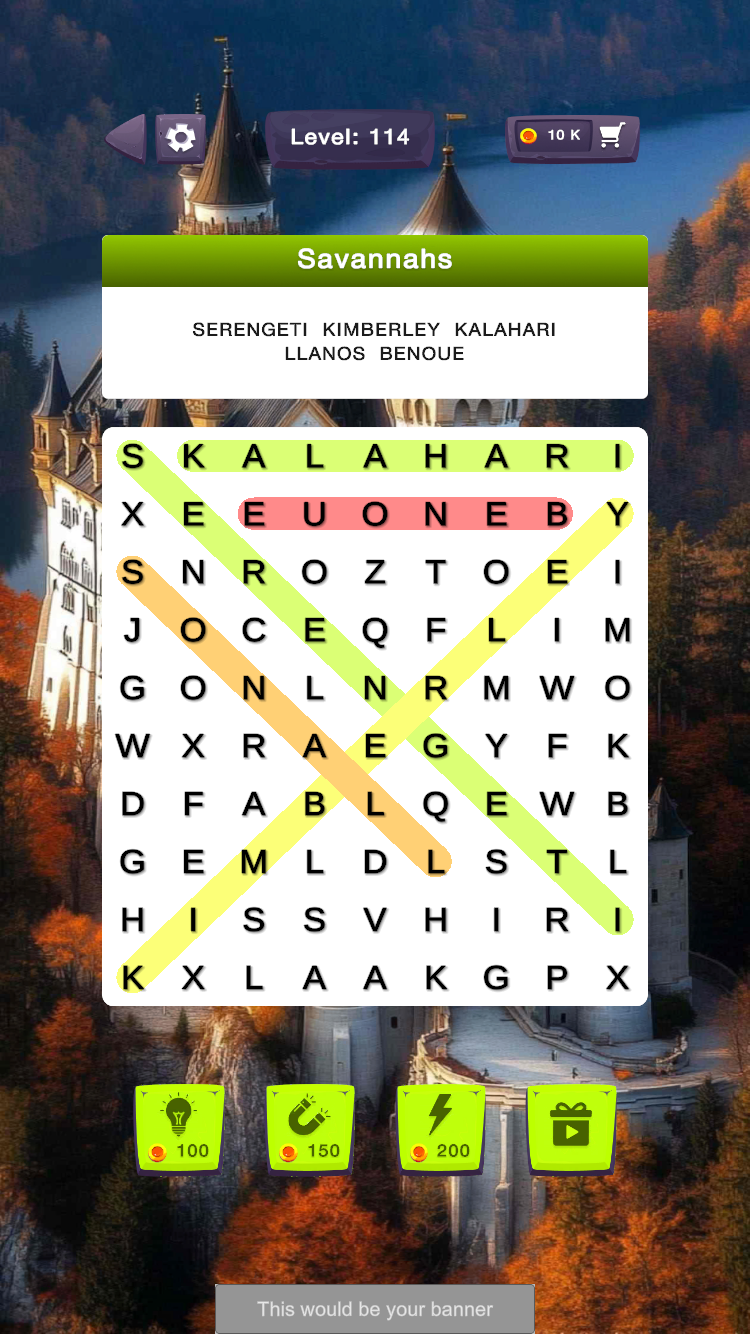 Level: 114
10 K
Savannahs
SERENGETI KIMBERLEY KALAHARI
LLANOS BENOUE
S K A L A H A R I
X E E U O N E B Y
S N R O Z T O E I
J O C E Q F L I M
G O N L N R M W O
W X R A E G Y F K
D F A B L Q E W B
G E M L D L S T L
H I S S V H I R I
K X L A A K G P X
100 150 200
This would be your banner